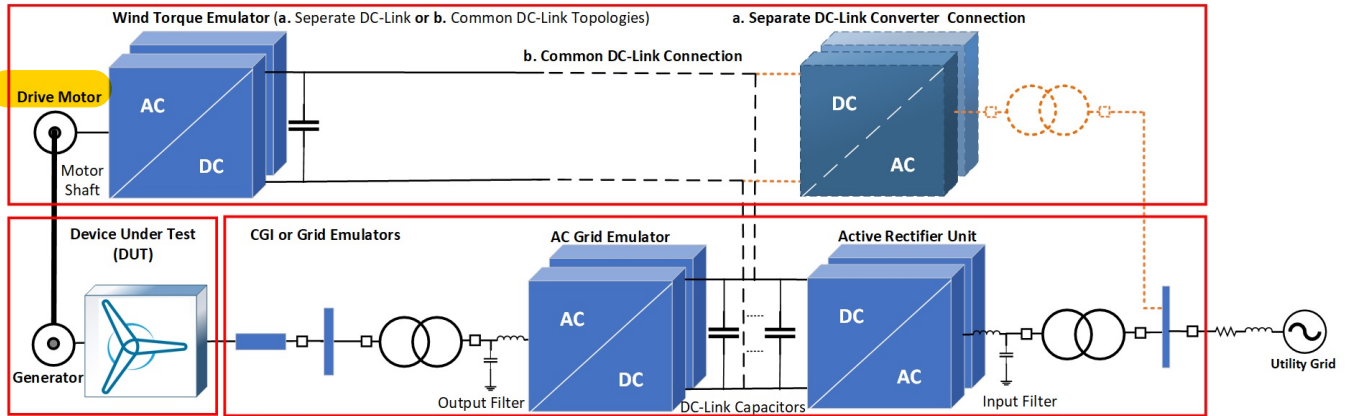 Wind Torque Emulator (a. Seperate DC-Link or b. Common DC-Link Topologies)
a. Separate DC-Link Converter Connection
b. Common DC-Link Connection
Drive Motor
AC
DC
DC
AC
Motor
Shaft
Device Under Test
(DUT)
CGI or Grid Emulators
AC Grid Emulator
Active Rectifier Unit
AC
DC
DC
AC
Generator
Output Filter
DC-Link Capacitors
Input Filter
Utility Grid